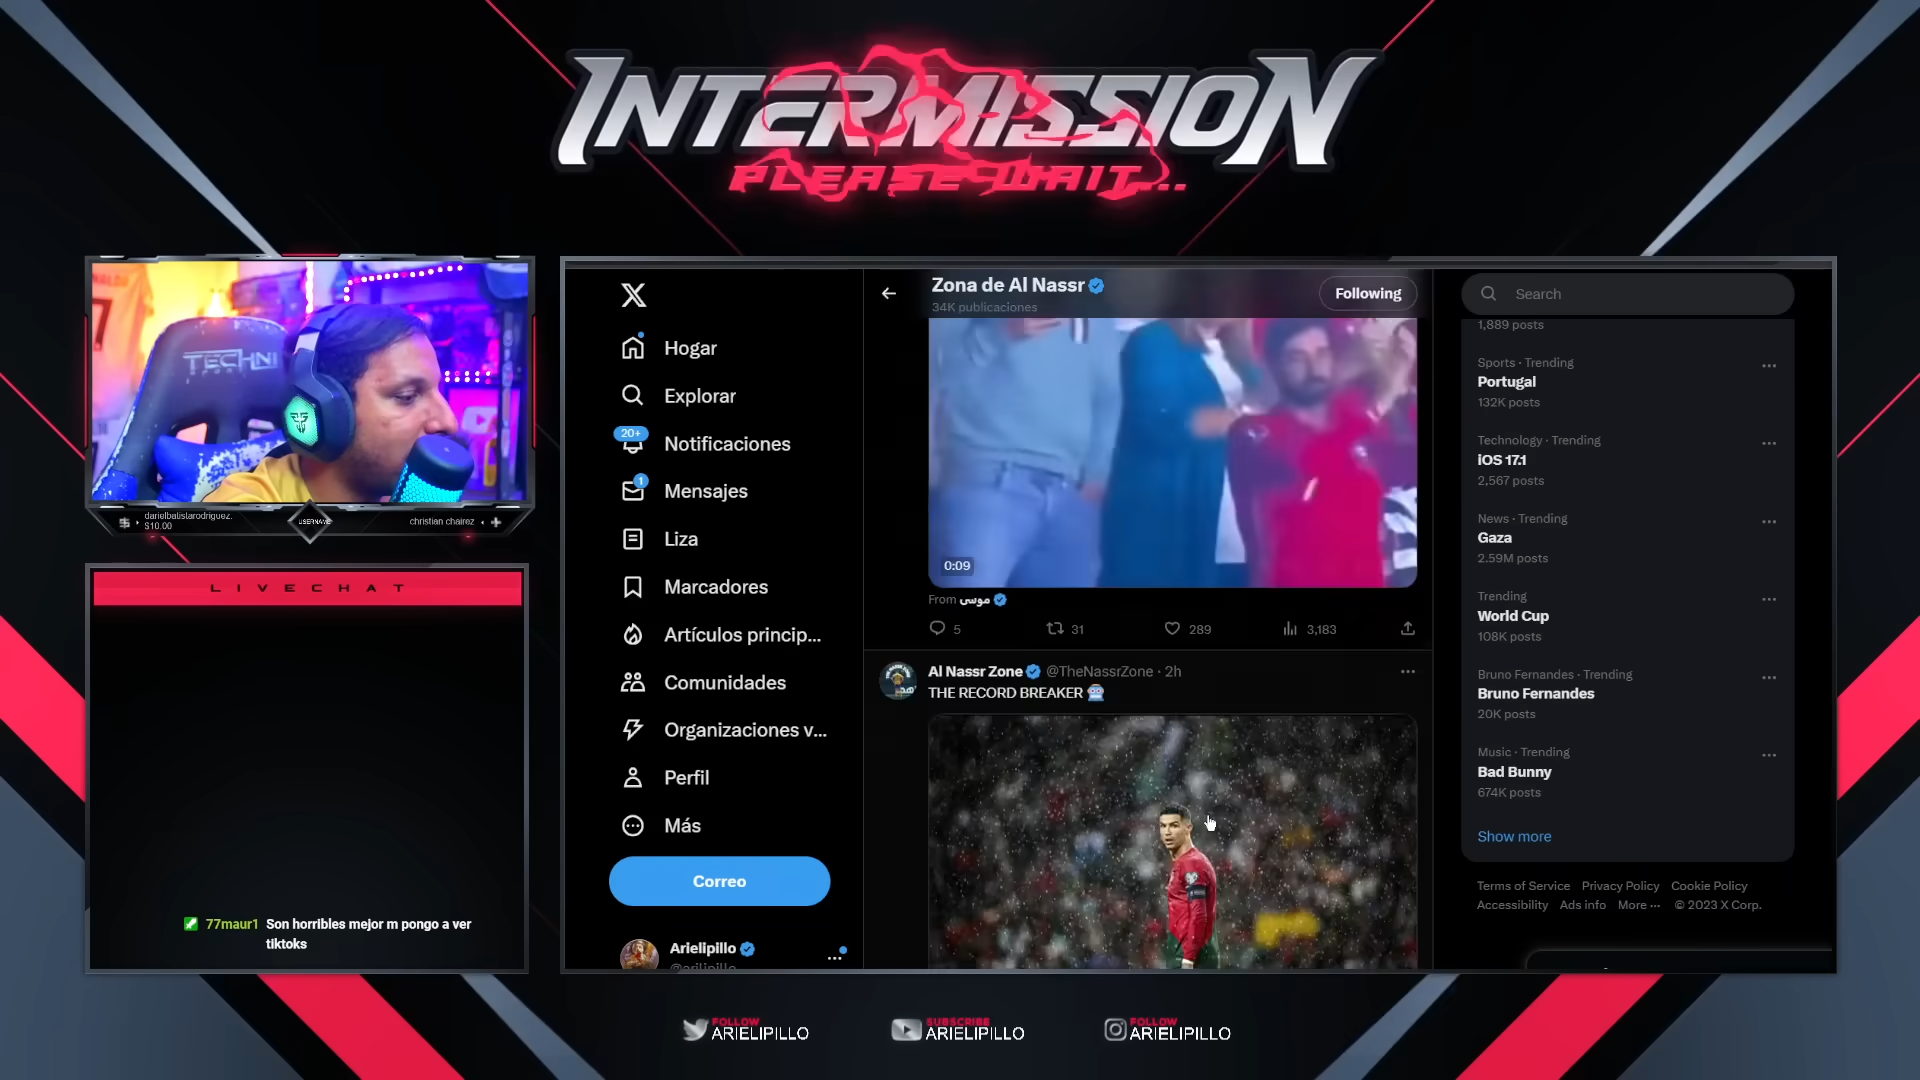 INTERMISSION
PLEASE WAIT...
TECHNI
darielbatistarodriguez.
$10.00
USERNAME
christian chairez
LIVECHAT
77maur1 Son horribles mejor m pongo a ver
tiktoks
Hogar
Explorar
20+
Notificaciones
1
Mensajes
Liza
Marcadores
Artículos princip...
Comunidades
Organizaciones v...
Perfil
Más
Correo
Arielipillo
@arilipillo
Zona de Al Nassr
34K publicaciones
Following
0:09
From موسى
5 31 289 3,183
Al Nassr Zone @TheNassrZone · 2h
THE RECORD BREAKER
Search
1,889 posts
Sports · Trending
Portugal
132K posts
Technology · Trending
iOS 17.1
2,567 posts
News · Trending
Gaza
2.59M posts
Trending
World Cup
108K posts
Bruno Fernandes · Trending
Bruno Fernandes
20K posts
Music · Trending
Bad Bunny
674K posts
Show more
Terms of Service Privacy Policy Cookie Policy
Accessibility Ads info More ··· © 2023 X Corp.
FOLLOW
ARIELIPILLO
SUBSCRIBE
ARIELIPILLO
FOLLOW
ARIELIPILLO